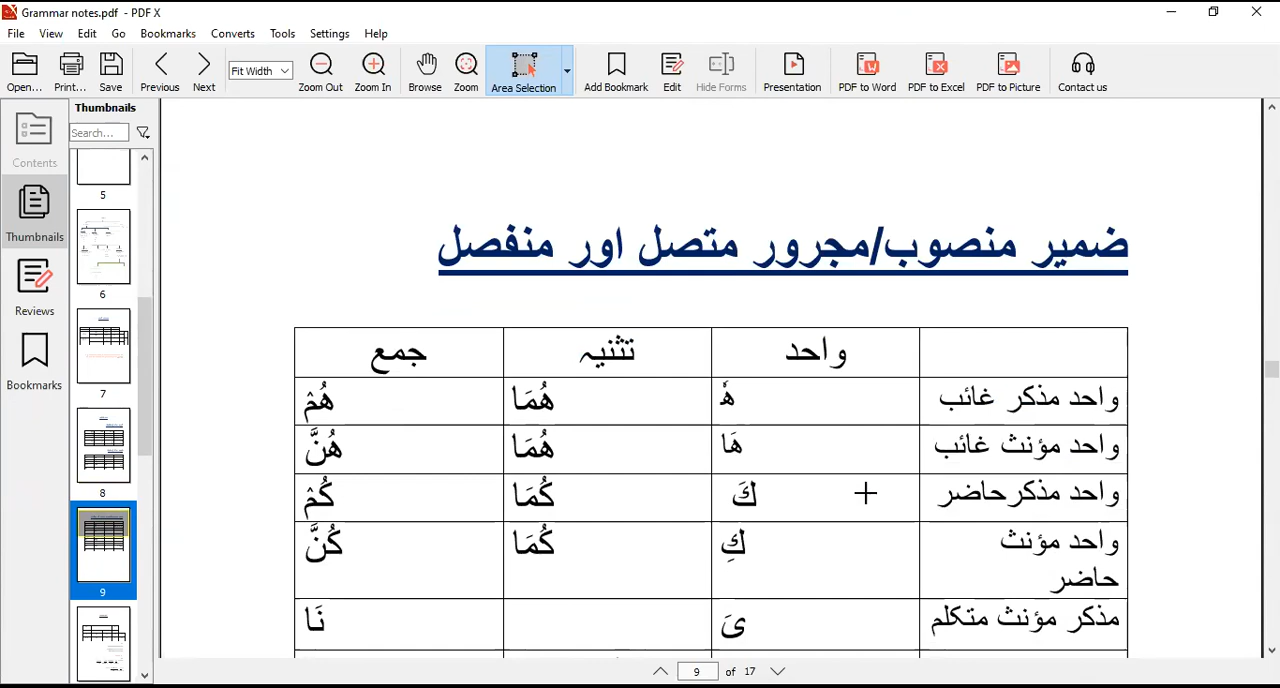 Grammar notes.pdf - PDF X
File View Edit Go Bookmarks Converts Tools Settings Help
Open... Print... Save Previous Next Fit Width Zoom Out Zoom In Browse Zoom Area Selection Add Bookmark Edit Hide Forms Presentation PDF to Word PDF to Excel PDF to Picture Contact us
Contents
Thumbnails
Reviews
Bookmarks
Thumbnails
Search...
5
6
7
8
9
ضمیر منصوب/مجرور متصل اور منفصل
واحد تثنیہ جمع
واحد مذکر غائب هٗ هُمَا هُمْ
واحد مؤنث غائب هَا هُمَا هُنَّ
واحد مذکرحاضر كَ كُمَا كُمْ
واحد مؤنث كِ كُمَا كُنَّ
حاضر
مذکر مؤنث متکلم یَ نَا
9 of 17